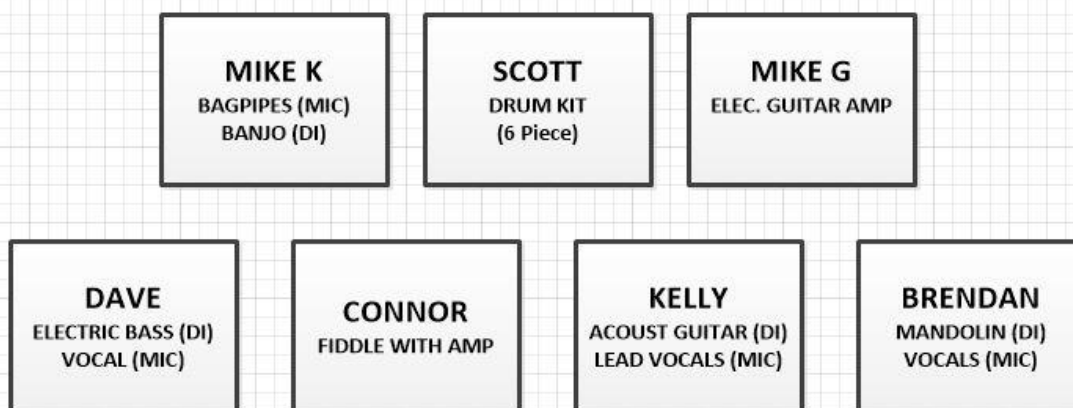 MIKE K
BAGPIPES (MIC)
BANJO (DI)
SCOTT
DRUM KIT
(6 Piece)
MIKE G
ELEC. GUITAR AMP
DAVE
ELECTRIC BASS (DI)
VOCAL (MIC)
CONNOR
FIDDLE WITH AMP
KELLY
ACOUST GUITAR (DI)
LEAD VOCALS (MIC)
BRENDAN
MANDOLIN (DI)
VOCALS (MIC)